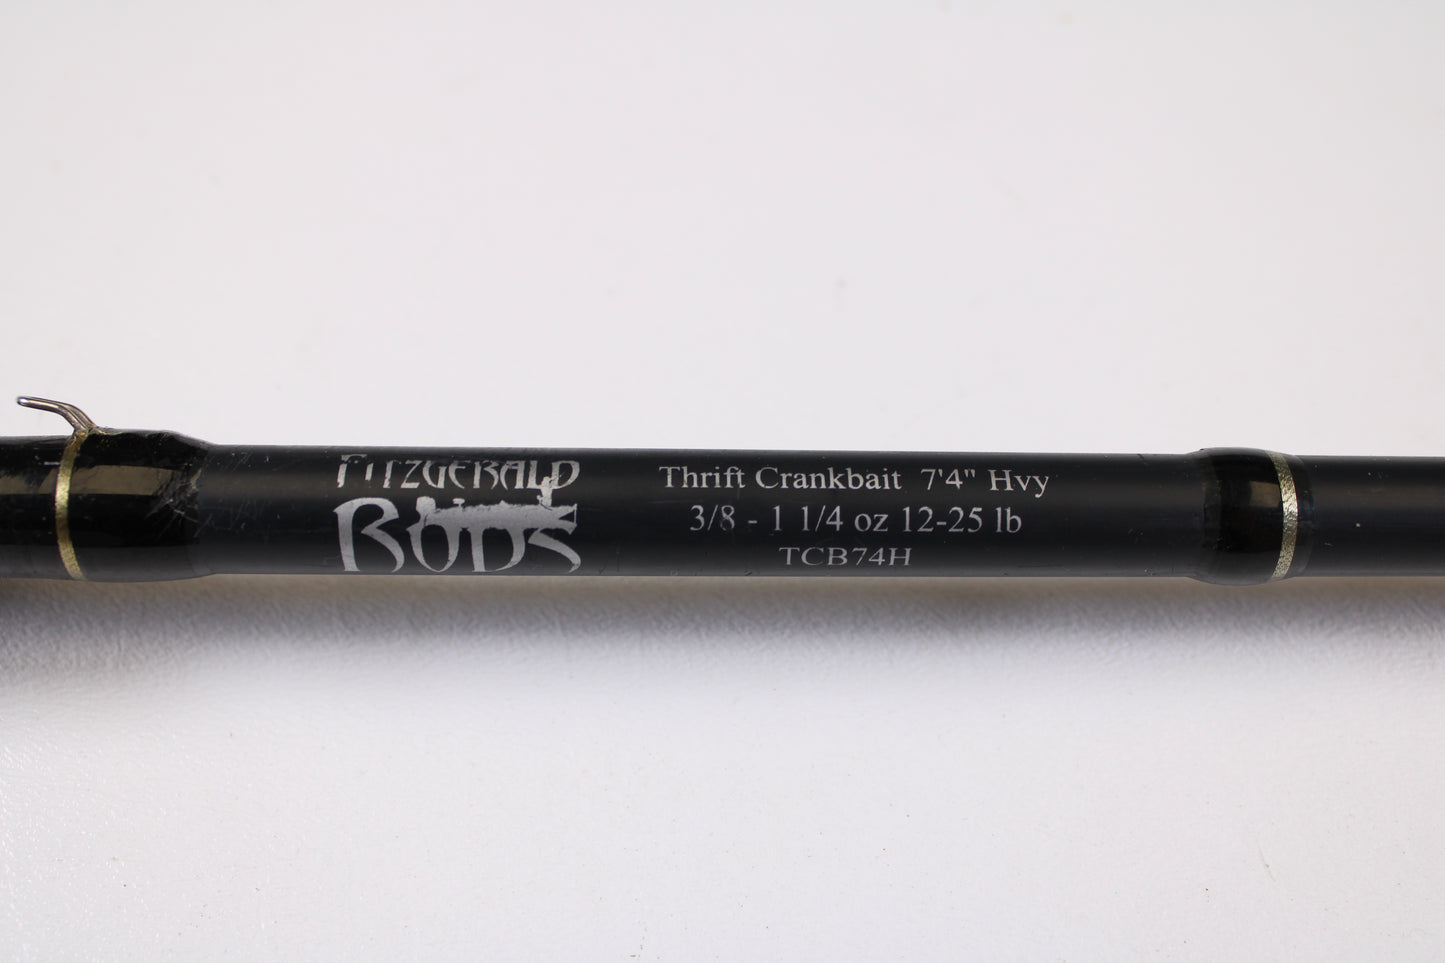 FITZGERALD
RODS
Thrift Crankbait 7'4" Hvy
3/8 - 1 1/4 oz 12-25 lb
TCB74H